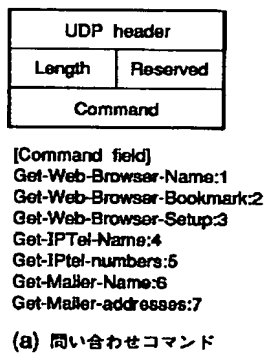 UDP header
Length Reserved
Command
[Command field]
Get-Web-Browser-Name:1
Get-Web-Browser-Bookmark:2
Get-Web-Browser-Setup:3
Get-IPTel-Name:4
Get-IPtel-numbers:5
Get-Mailer-Name:6
Get-Mailer-addresses:7
(a) 問い合わせコマンド